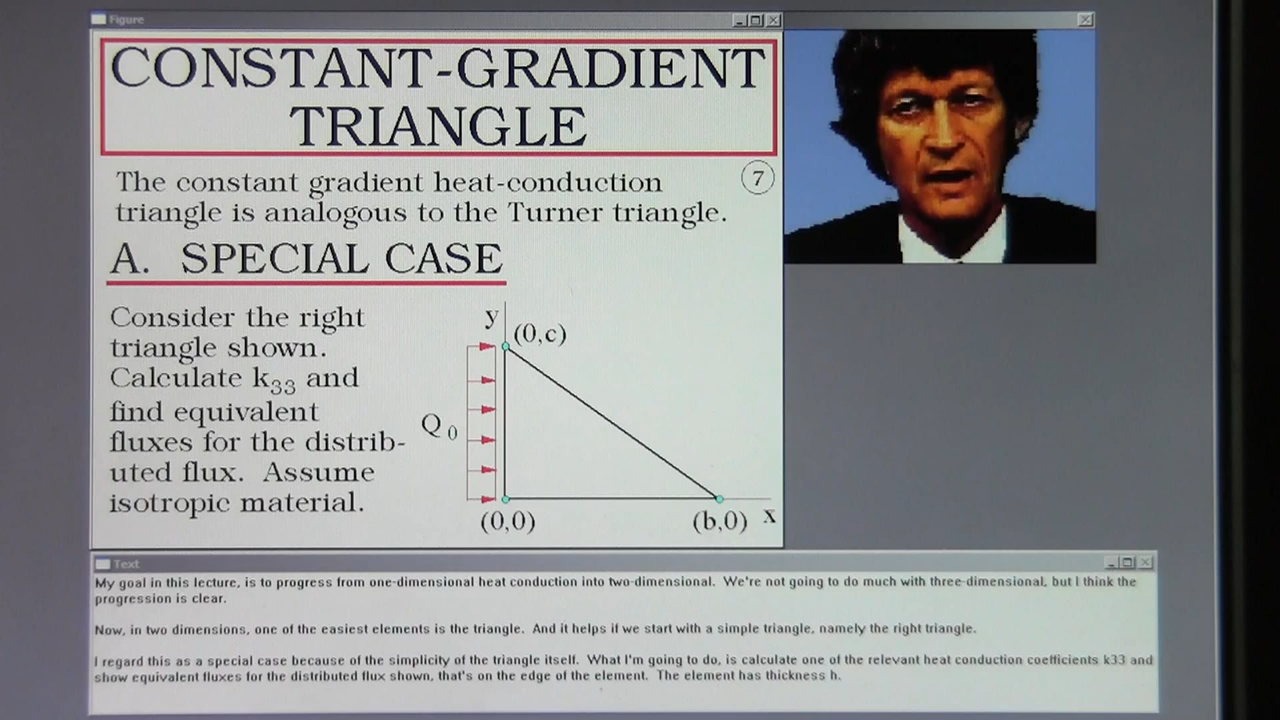 Figure
CONSTANT-GRADIENT
TRIANGLE
The constant gradient heat-conduction
triangle is analogous to the Turner triangle.
7
A. SPECIAL CASE
Consider the right
triangle shown.
Calculate k33 and
find equivalent
fluxes for the distrib-
uted flux. Assume
isotropic material.
y
(0,c)
Q0
(0,0)
(b,0)
x
Text
My goal in this lecture, is to progress from one-dimensional heat conduction into two-dimensional. We're not going to do much with three-dimensional, but I think the
progression is clear.
Now, in two dimensions, one of the easiest elements is the triangle. And it helps if we start with a simple triangle, namely the right triangle.
I regard this as a special case because of the simplicity of the triangle itself. What I'm going to do, is calculate one of the relevant heat conduction coefficients k33 and
show equivalent fluxes for the distributed flux shown, that's on the edge of the element. The element has thickness h.